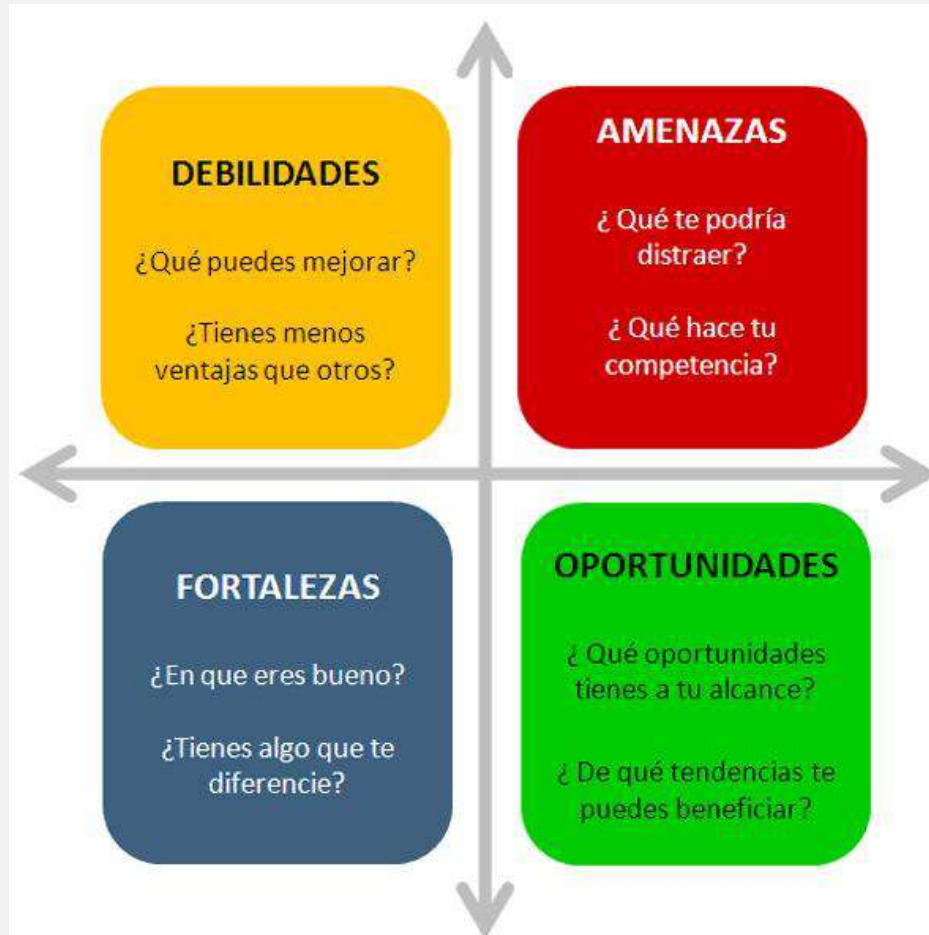 DEBILIDADES
¿Qué puedes mejorar?
¿Tienes menos
ventajas que otros?
AMENAZAS
¿ Qué te podría
distraer?
¿ Qué hace tu
competencia?
FORTALEZAS
¿En que eres bueno?
¿Tienes algo que te
diferencie?
OPORTUNIDADES
¿ Qué oportunidades
tienes a tu alcance?
¿ De qué tendencias te
puedes beneficiar?